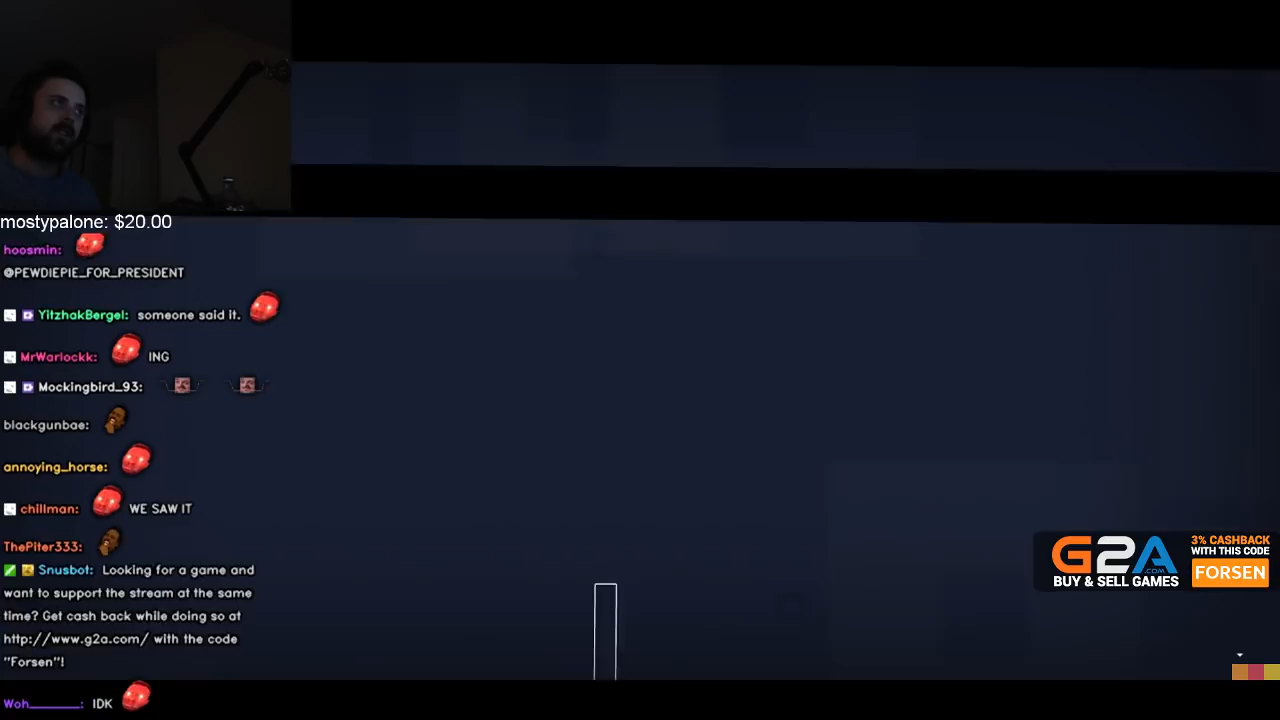 mostypalone: $20.00
hoosmin:
@PEWDIEPIE_FOR_PRESIDENT
YitzhakBergel: someone said it.
MrWarlockk: ING
Mockingbird_93:
blackgunbae:
annoying_horse:
chillman: WE SAW IT
ThePiter333:
Snusbot: Looking for a game and
want to support the stream at the same
time? Get cash back while doing so at
http://www.g2a.com/ with the code
"Forsen"!
Woh_______: IDK
G2A.COM
BUY & SELL GAMES
3% CASHBACK
WITH THIS CODE
FORSEN